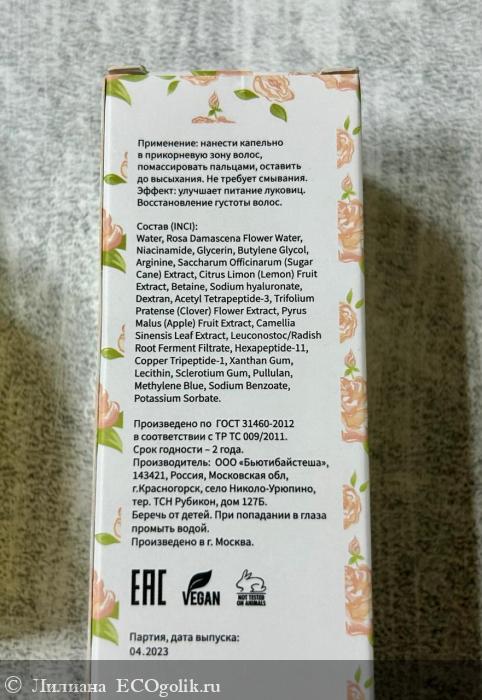 Применение: нанести капельно
в прикорневую зону волос,
помассировать пальцами, оставить
до высыхания. Не требует смывания.
Эффект: улучшает питание луковиц.
Восстановление густоты волос.
Состав (INCI):
Water, Rosa Damascena Flower Water,
Niacinamide, Glycerin, Butylene Glycol,
Arginine, Saccharum Officinarum (Sugar
Cane) Extract, Citrus Limon (Lemon) Fruit
Extract, Betaine, Sodium hyaluronate,
Dextran, Acetyl Tetrapeptide-3, Trifolium
Pratense (Clover) Flower Extract, Pyrus
Malus (Apple) Fruit Extract, Camellia
Sinensis Leaf Extract, Leuconostoc/Radish
Root Ferment Filtrate, Hexapeptide-11,
Copper Tripeptide-1, Xanthan Gum,
Lecithin, Sclerotium Gum, Pullulan,
Methylene Blue, Sodium Benzoate,
Potassium Sorbate.
Произведено по ГОСТ 31460-2012
в соответствии с ТР ТС 009/2011.
Срок годности – 2 года.
Производитель: ООО «Бьютибайстеша»,
143421, Россия, Московская обл,
г.Красногорск, село Николо-Урюпино,
тер. ТСН Рубикон, дом 127Б.
Беречь от детей. При попадании в глаза
промыть водой.
Произведено в г. Москва.
EAC VEGAN NOT TESTED
ON ANIMALS
Партия, дата выпуска:
04.2023
© Лилиана ECOgolik.ru